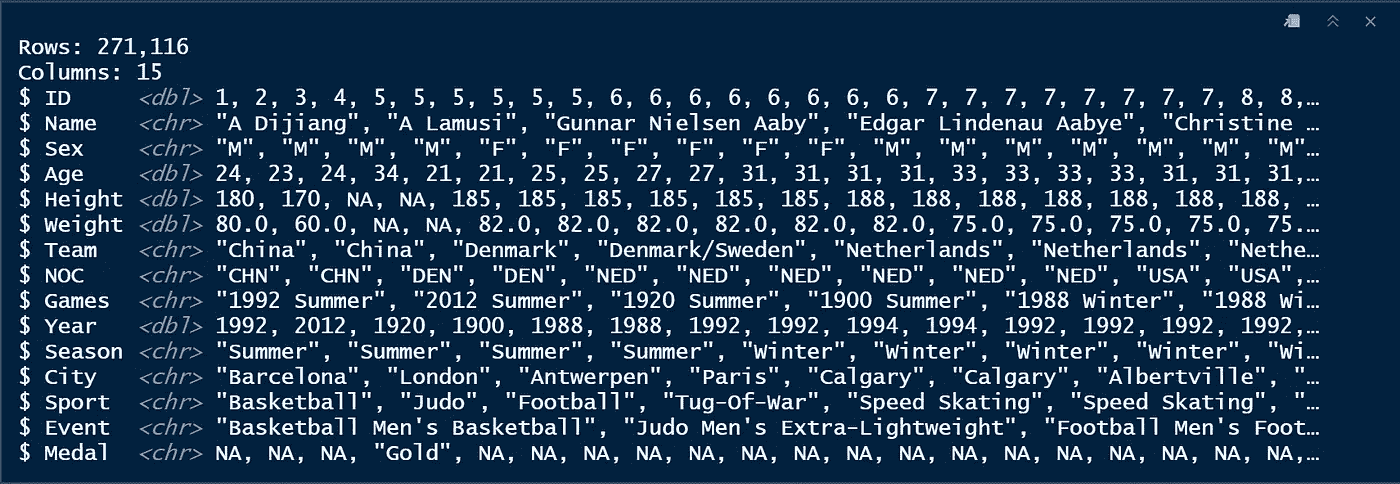 Rows: 271,116
Columns: 15
$ ID     <dbl> 1, 2, 3, 4, 5, 5, 5, 5, 5, 5, 6, 6, 6, 6, 6, 6, 6, 6, 7, 7, 7, 7, 7, 7, 7, 7, 8, 8,…
$ Name   <chr> "A Dijiang", "A Lamusi", "Gunnar Nielsen Aaby", "Edgar Lindenau Aabye", "Christine …
$ Sex    <chr> "M", "M", "M", "M", "F", "F", "F", "F", "F", "F", "M", "M", "M", "M", "M", "M", "M"…
$ Age    <dbl> 24, 23, 24, 34, 21, 21, 25, 25, 27, 27, 31, 31, 31, 31, 33, 33, 33, 33, 31, 31, 31,…
$ Height <dbl> 180, 170, NA, NA, 185, 185, 185, 185, 185, 185, 188, 188, 188, 188, 188, 188, 188, …
$ Weight <dbl> 80.0, 60.0, NA, NA, 82.0, 82.0, 82.0, 82.0, 82.0, 82.0, 75.0, 75.0, 75.0, 75.0, 75.…
$ Team   <chr> "China", "China", "Denmark", "Denmark/Sweden", "Netherlands", "Netherlands", "Nethe…
$ NOC    <chr> "CHN", "CHN", "DEN", "DEN", "NED", "NED", "NED", "NED", "NED", "NED", "USA", "USA",…
$ Games  <chr> "1992 Summer", "2012 Summer", "1920 Summer", "1900 Summer", "1988 Winter", "1988 Wi…
$ Year   <dbl> 1992, 2012, 1920, 1900, 1988, 1988, 1992, 1992, 1994, 1994, 1992, 1992, 1992, 1992,…
$ Season <chr> "Summer", "Summer", "Summer", "Summer", "Winter", "Winter", "Winter", "Winter", "Wi…
$ City   <chr> "Barcelona", "London", "Antwerpen", "Paris", "Calgary", "Calgary", "Albertville", "…
$ Sport  <chr> "Basketball", "Judo", "Football", "Tug-Of-War", "Speed Skating", "Speed Skating", "…
$ Event  <chr> "Basketball Men's Basketball", "Judo Men's Extra-Lightweight", "Football Men's Foot…
$ Medal  <chr> NA, NA, NA, "Gold", NA, NA, NA, NA, NA, NA, NA, NA, NA, NA, NA, NA, NA, NA, NA, NA,…